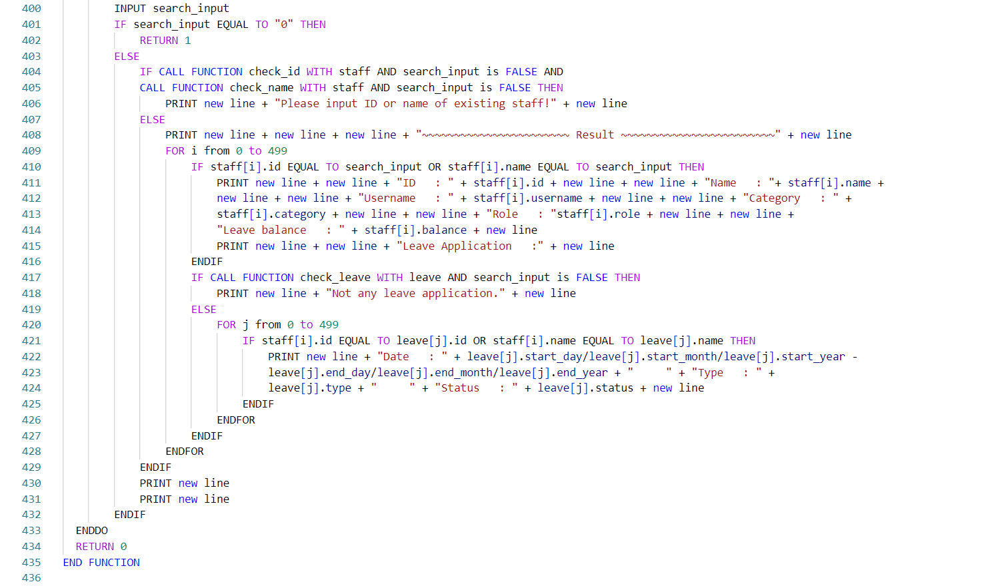 400 INPUT search_input
401 IF search_input EQUAL TO "0" THEN
402 RETURN 1
403 ELSE
404 IF CALL FUNCTION check_id WITH staff AND search_input is FALSE AND
405 CALL FUNCTION check_name WITH staff AND search_input is FALSE THEN
406 PRINT new line + "Please input ID or name of existing staff!" + new line
407 ELSE
408 PRINT new line + new line + new line + "~~~~~~~~~~~~~~~~~~~~~~~ Result ~~~~~~~~~~~~~~~~~~~~~~~~" + new line
409 FOR i from 0 to 499
410 IF staff[i].id EQUAL TO search_input OR staff[i].name EQUAL TO search_input THEN
411 PRINT new line + new line + "ID   : " + staff[i].id + new line + new line + "Name   : "+ staff[i].name +
412 new line + new line + "Username   : " + staff[i].username + new line + new line + "Category   : " +
413 staff[i].category + new line + new line + "Role   : "staff[i].role + new line + new line +
414 "Leave balance   : " + staff[i].balance + new line
415 PRINT new line + new line + "Leave Application   :" + new line
416 ENDIF
417 IF CALL FUNCTION check_leave WITH leave AND search_input is FALSE THEN
418 PRINT new line + "Not any leave application." + new line
419 ELSE
420 FOR j from 0 to 499
421 IF staff[i].id EQUAL TO leave[j].id OR staff[i].name EQUAL TO leave[j].name THEN
422 PRINT new line + "Date   : " + leave[j].start_day/leave[j].start_month/leave[j].start_year -
423 leave[j].end_day/leave[j].end_month/leave[j].end_year + "     " + "Type   : " +
424 leave[j].type + "     " + "Status   : " + leave[j].status + new line
425 ENDIF
426 ENDFOR
427 ENDIF
428 ENDFOR
429 ENDIF
430 PRINT new line
431 PRINT new line
432 ENDIF
433 ENDDO
434 RETURN 0
435 END FUNCTION
436